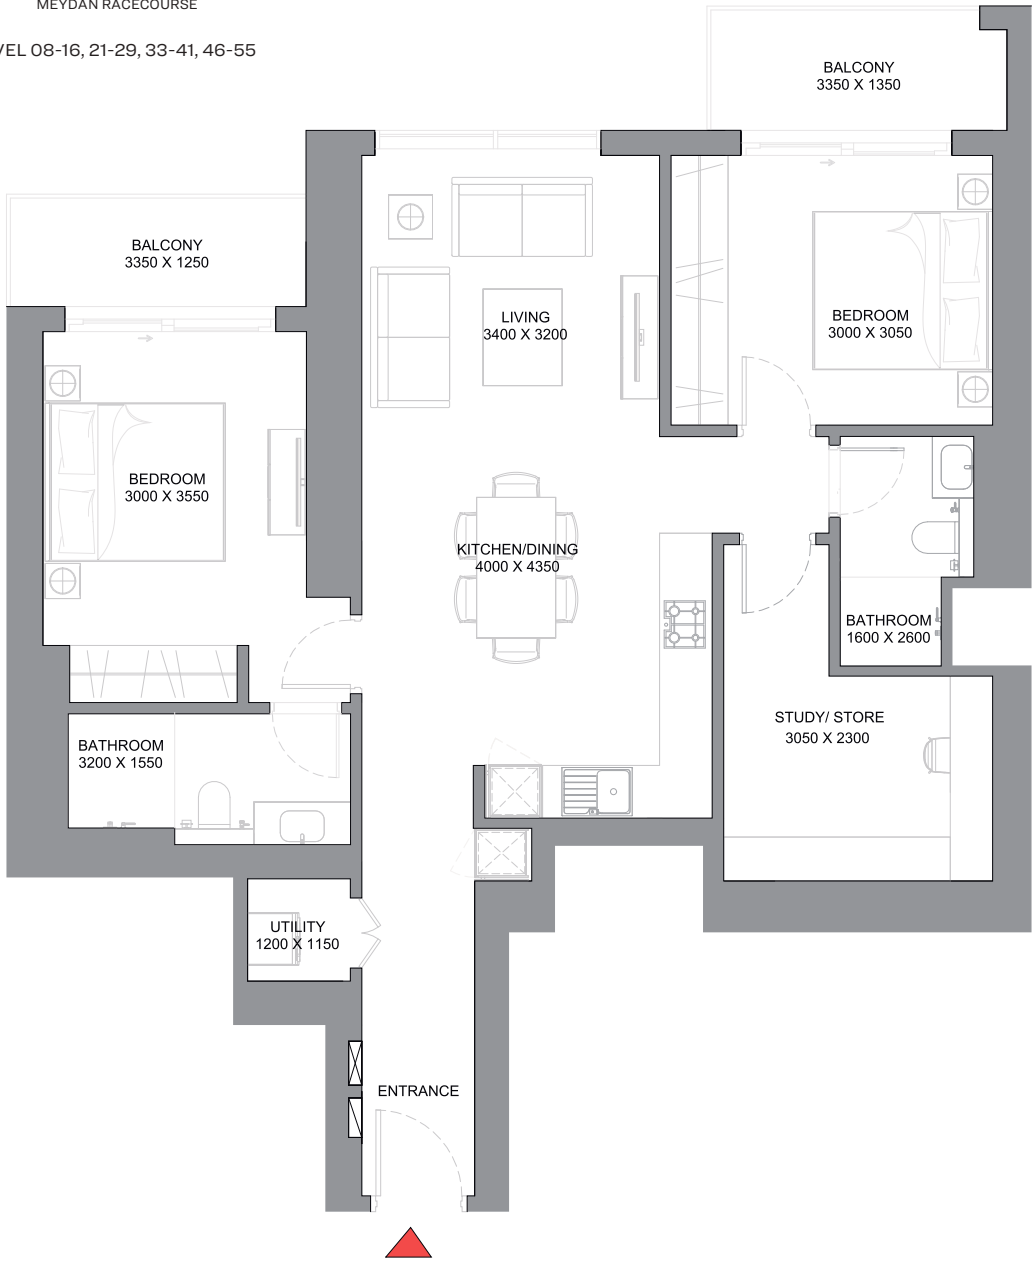 MEYDAN RACECOURSE
VEL 08-16, 21-29, 33-41, 46-55
BALCONY
3350 X 1350
BALCONY
3350 X 1250
LIVING
3400 X 3200
BEDROOM
3000 X 3050
BEDROOM
3000 X 3550
KITCHEN/DINING
4000 X 4350
BATHROOM
1600 X 2600
STUDY/ STORE
3050 X 2300
BATHROOM
3200 X 1550
UTILITY
1200 X 1150
ENTRANCE